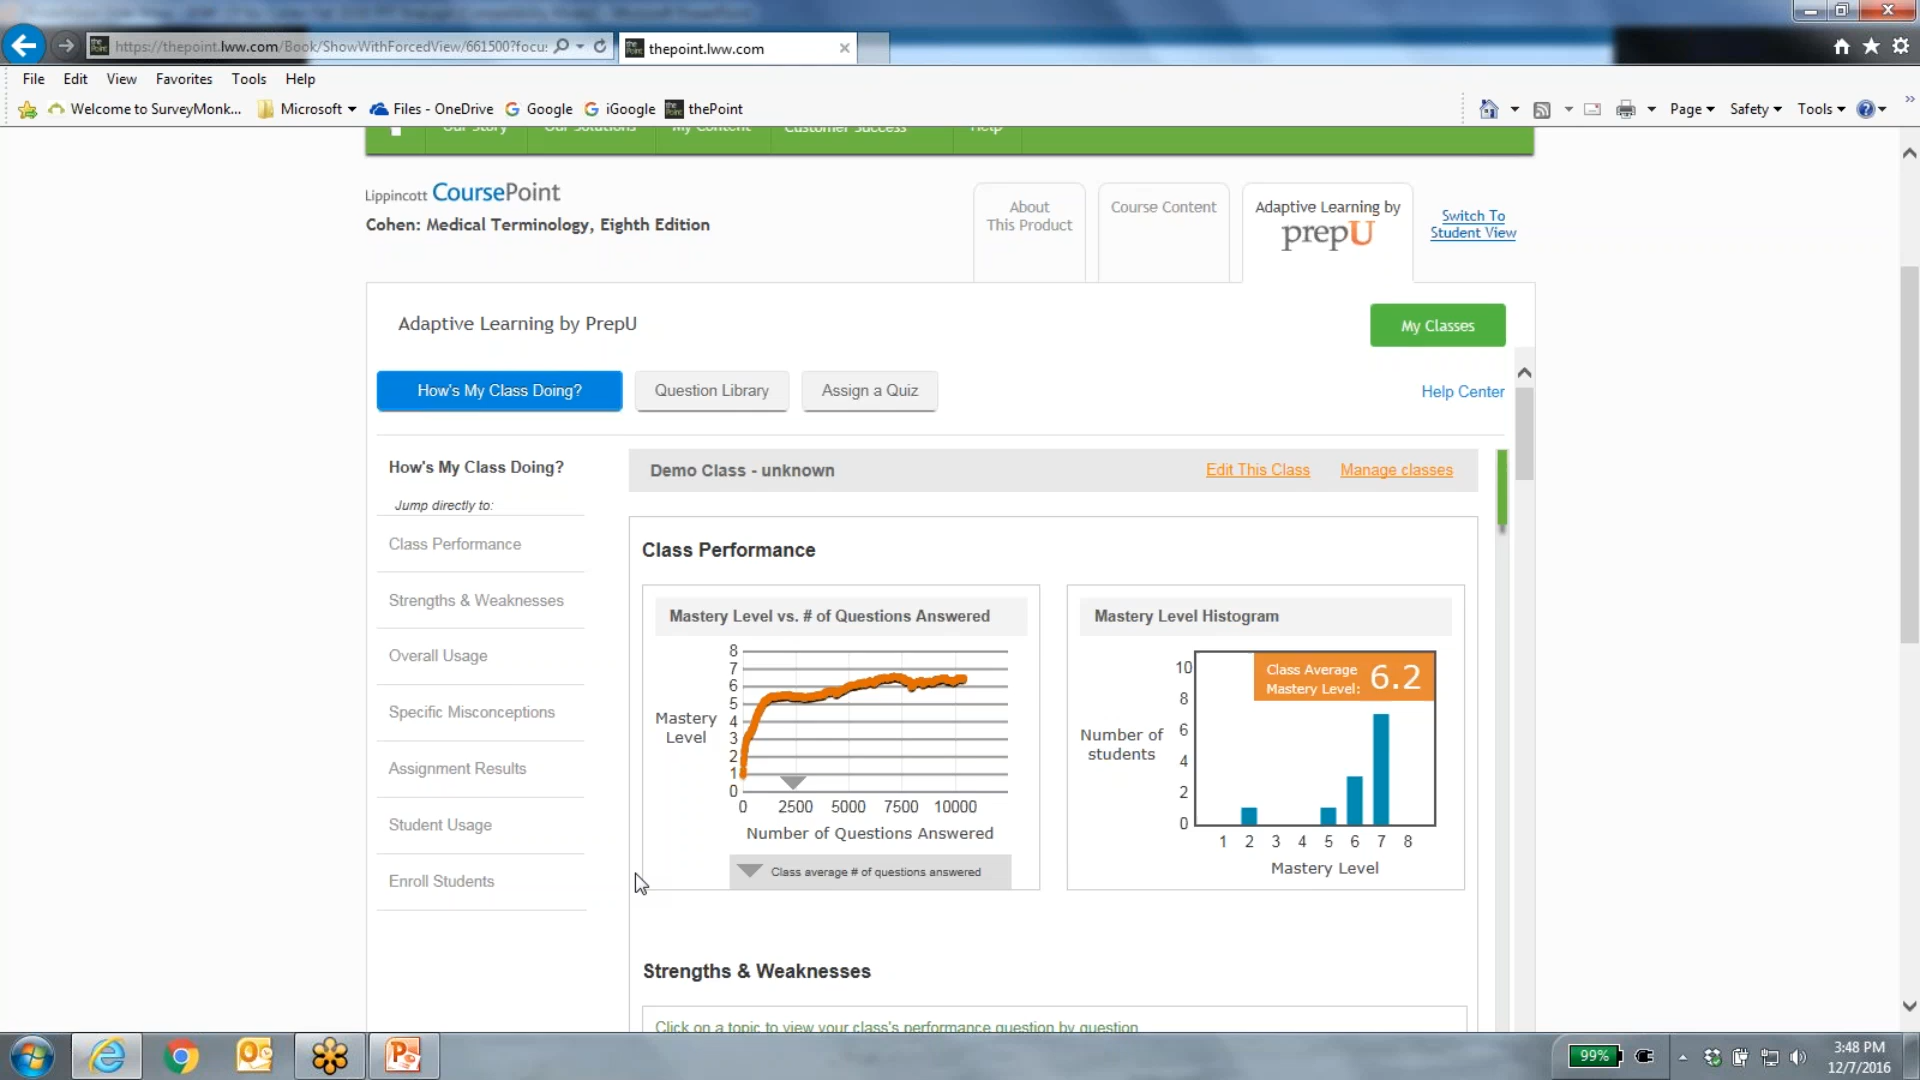 https://thepoint.lww.com/Book/ShowWithForcedView/661500?focu:
thepoint.lww.com
File Edit View Favorites Tools Help
Welcome to SurveyMonk... Microsoft Files - OneDrive Google iGoogle thePoint
Page Safety Tools
Our Story Our Solutions My Content Customer Success Help
Lippincott CoursePoint
Cohen: Medical Terminology, Eighth Edition
About
This Product
Course Content
Adaptive Learning by
prepU
Switch To
Student View
Adaptive Learning by PrepU
My Classes
How's My Class Doing?
Question Library
Assign a Quiz
Help Center
How's My Class Doing?
Jump directly to:
Class Performance
Strengths & Weaknesses
Overall Usage
Specific Misconceptions
Assignment Results
Student Usage
Enroll Students
Demo Class - unknown
Edit This Class
Manage classes
Class Performance
Mastery Level vs. # of Questions Answered
8
7
6
5
4
3
2
1
0
Mastery
Level
0 2500 5000 7500 10000
Number of Questions Answered
Class average # of questions answered
Mastery Level Histogram
Class Average
Mastery Level:
6.2
10
8
6
4
2
0
Number of
students
1 2 3 4 5 6 7 8
Mastery Level
Strengths & Weaknesses
Click on a topic to view your class's performance question by question
99%
3:48 PM
12/7/2016